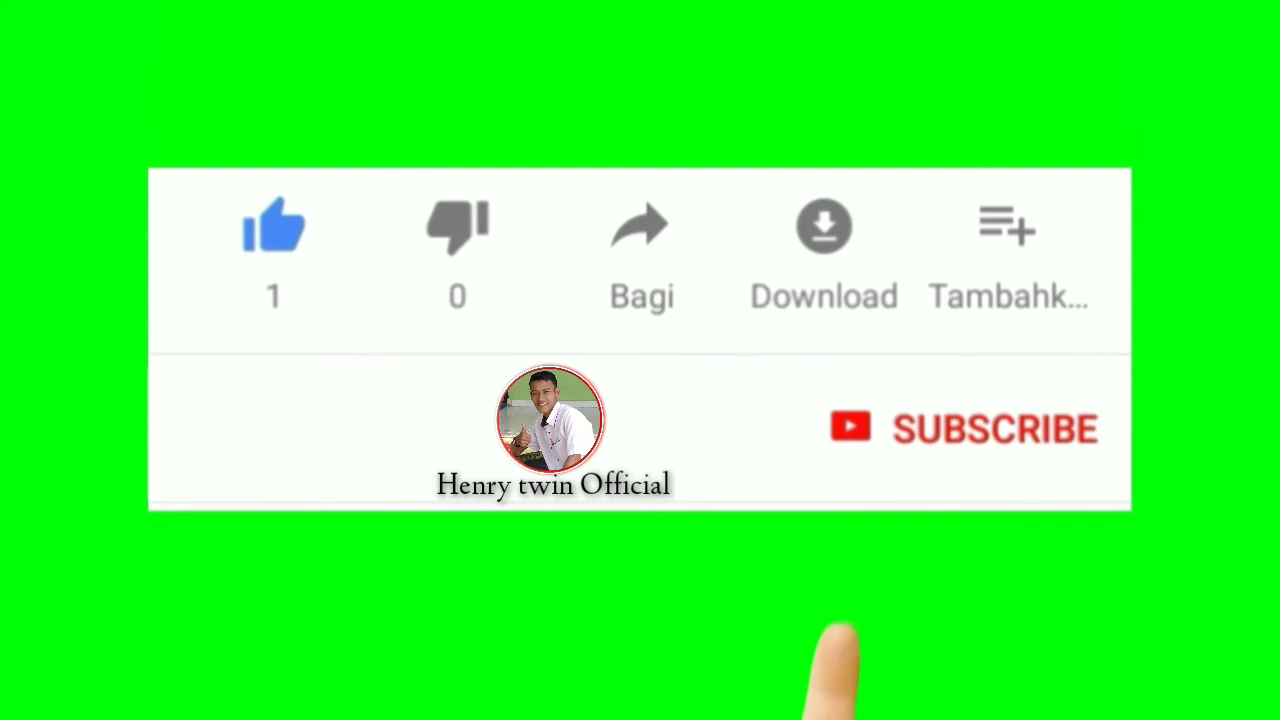 1
0
Bagi
Download
Tambahk...
SUBSCRIBE
Henry twin Official